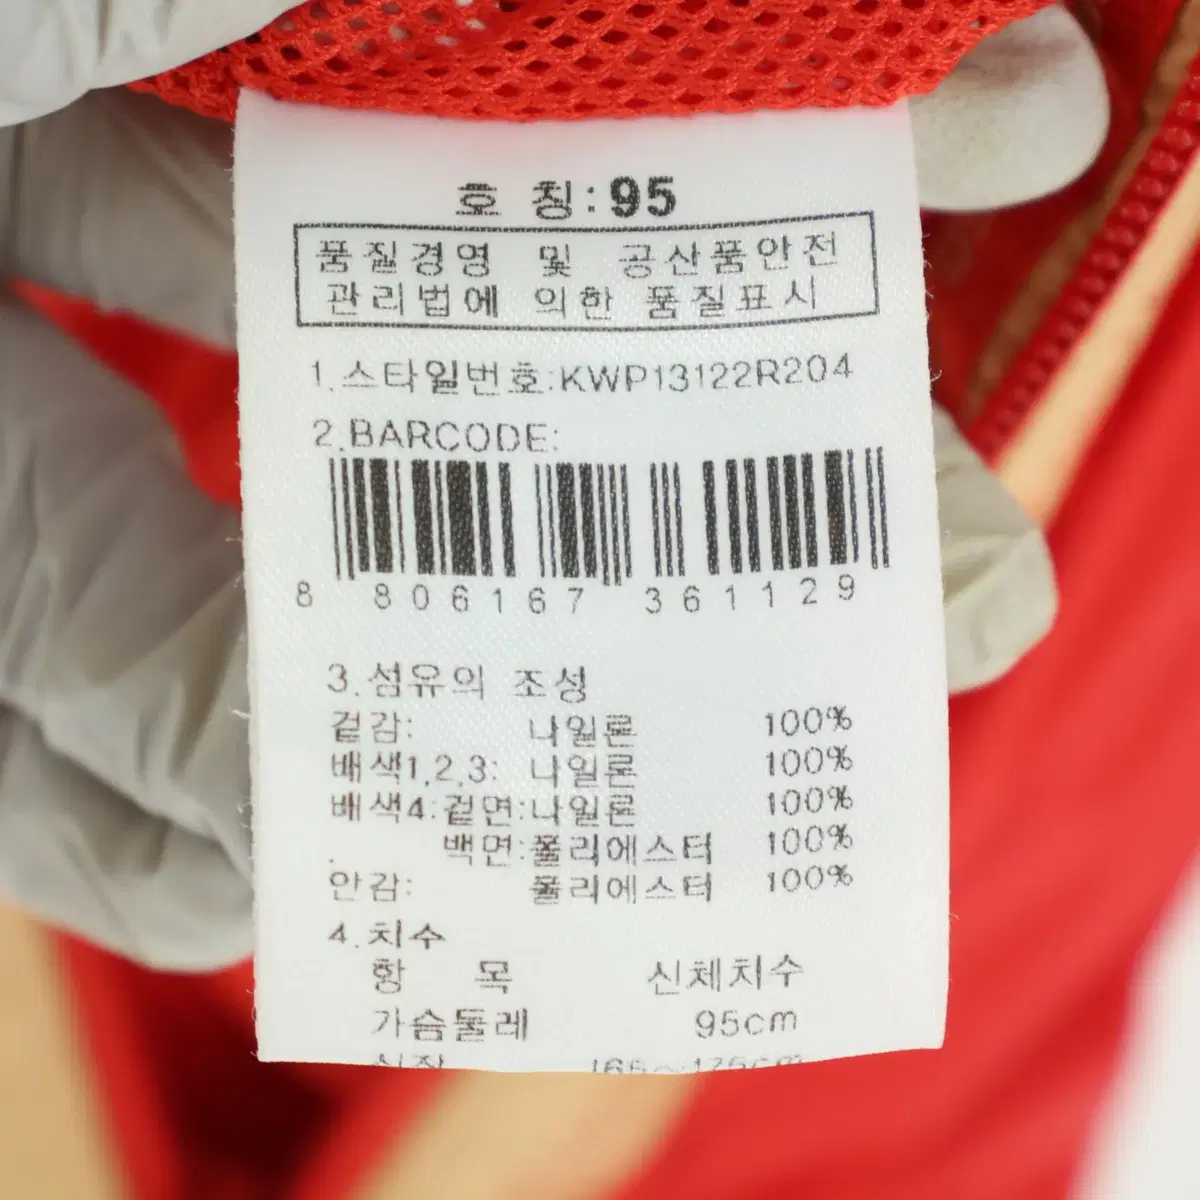 호 칭:95
품질경영 및 공산품안전
관리법에 의한 품질표시
1.스타일번호:KWP13122R204
2.BARCODE:
8 806167 361129
3.섬유의 조성
겉감: 나일론 100%
배색1,2,3: 나일론 100%
배색4:겉면:나일론 100%
백면:폴리에스터 100%
안감: 폴리에스터 100%
4.치수
항 목 신체치수
가슴둘레 95cm
신장 165~175cm